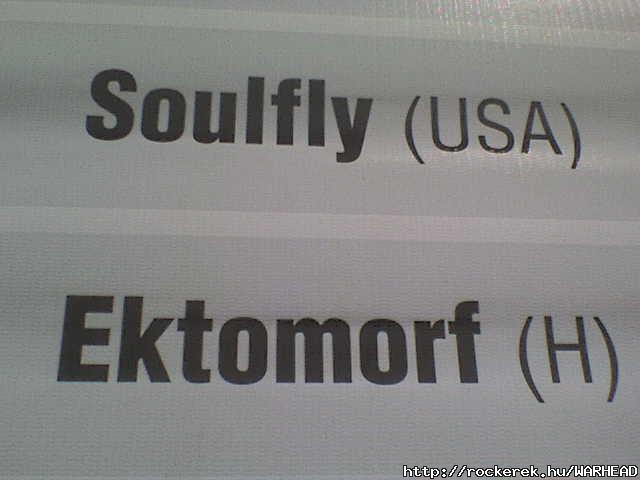 Soulfly (USA)
Ektomorf (H)
http://rockerek.hu/WARHEAD